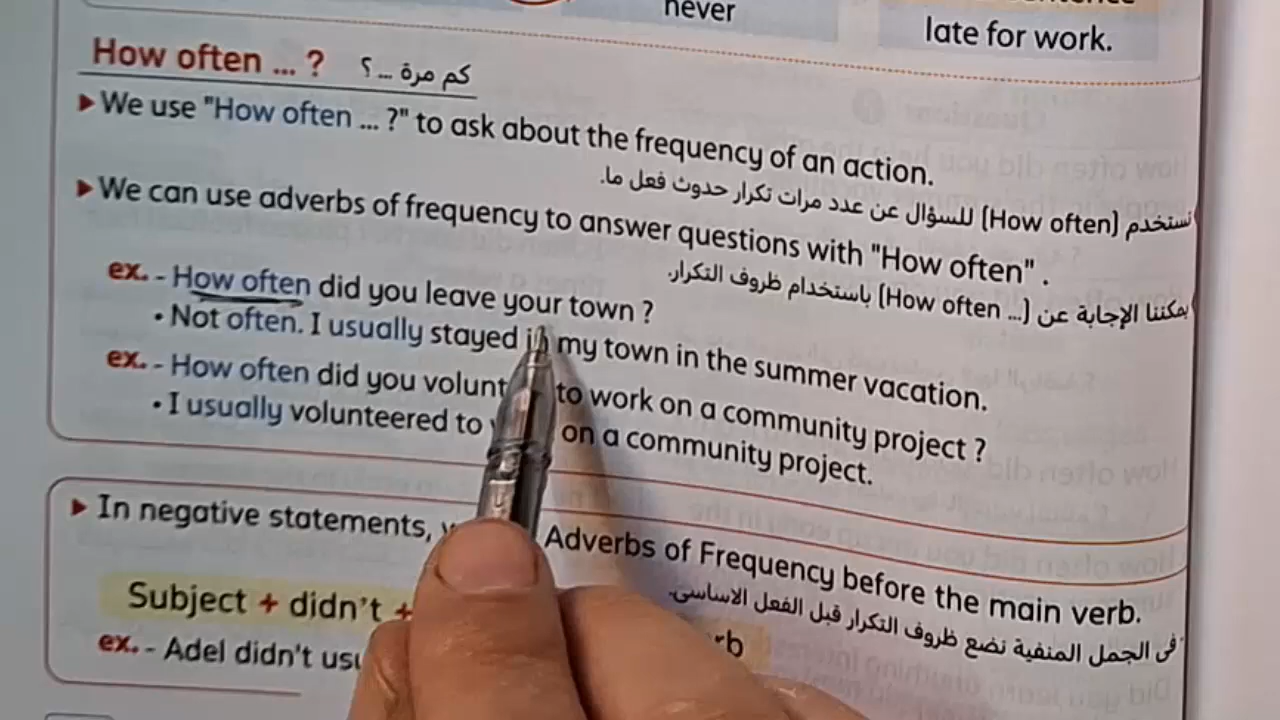 never
late for work.
How often ... ? كم مرة ... ؟
We use "How often ... ?" to ask about the frequency of an action.
نستخدم (How often) للسؤال عن عدد مرات تكرار حدوث فعل ما.
We can use adverbs of frequency to answer questions with "How often" .
يمكننا الإجابة عن (... How often) باستخدام ظروف التكرار.
ex. - How often did you leave your town ?
• Not often. I usually stayed in my town in the summer vacation.
ex. - How often did you volunt to work on a community project ?
• I usually volunteered to on a community project.
In negative statements, Adverbs of Frequency before the main verb.
فى الجمل المنفية نضع ظروف التكرار قبل الفعل الاساسى.
Subject + didn't +
ex. - Adel didn't